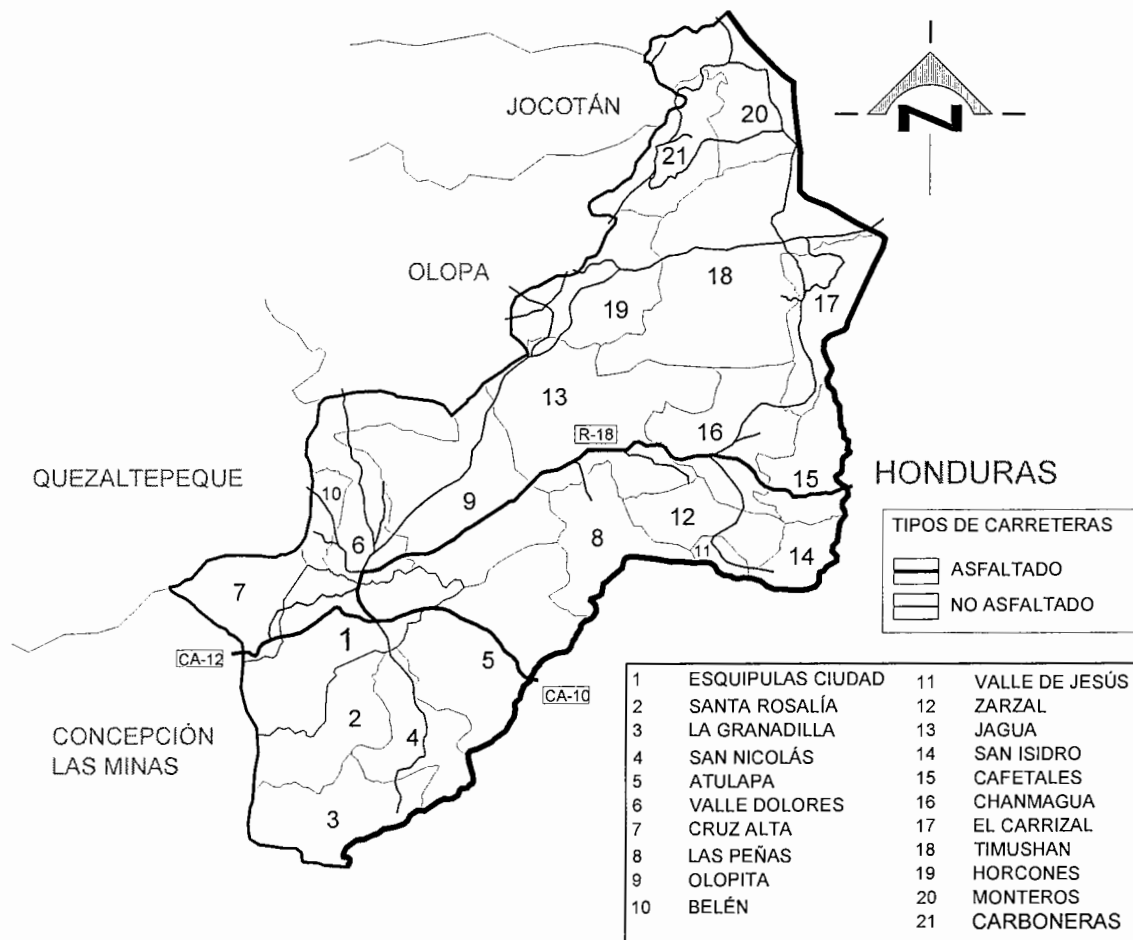 JOCOTÁN
20
N
21
OLOPA
18
17
19
13
R-18
16
QUEZALTEPEQUE
HONDURAS
15
10
9
12
6
8
11
14
7
1
CA-12
5
CA-10
2
4
CONCEPCIÓN
LAS MINAS
3
TIPOS DE CARRETERAS
ASFALTADO
NO ASFALTADO
1 ESQUIPULAS CIUDAD
2 SANTA ROSALÍA
3 LA GRANADILLA
4 SAN NICOLÁS
5 ATULAPA
6 VALLE DOLORES
7 CRUZ ALTA
8 LAS PEÑAS
9 OLOPITA
10 BELÉN
11 VALLE DE JESÚS
12 ZARZAL
13 JAGUA
14 SAN ISIDRO
15 CAFETALES
16 CHANMAGUA
17 EL CARRIZAL
18 TIMUSHAN
19 HORCONES
20 MONTEROS
21 CARBONERAS